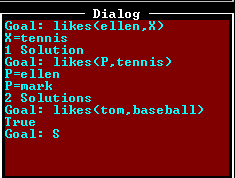 Dialog
Goal: likes(ellen,X)
X=tennis
1 Solution
Goal: likes(P,tennis)
P=ellen
P=mark
2 Solutions
Goal: likes(tom,baseball)
True
Goal: S